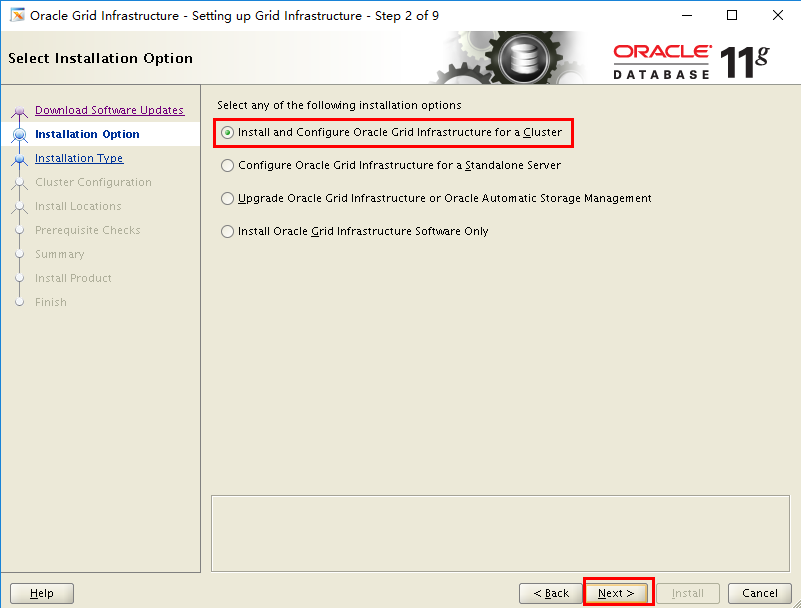 Oracle Grid Infrastructure - Setting up Grid Infrastructure - Step 2 of 9
Select Installation Option
ORACLE
DATABASE
11g
Download Software Updates
Installation Option
Installation Type
Cluster Configuration
Install Locations
Prerequisite Checks
Summary
Install Product
Finish
Select any of the following installation options
Install and Configure Oracle Grid Infrastructure for a Cluster
Configure Oracle Grid Infrastructure for a Standalone Server
Upgrade Oracle Grid Infrastructure or Oracle Automatic Storage Management
Install Oracle Grid Infrastructure Software Only
Help
< Back
Next >
Install
Cancel